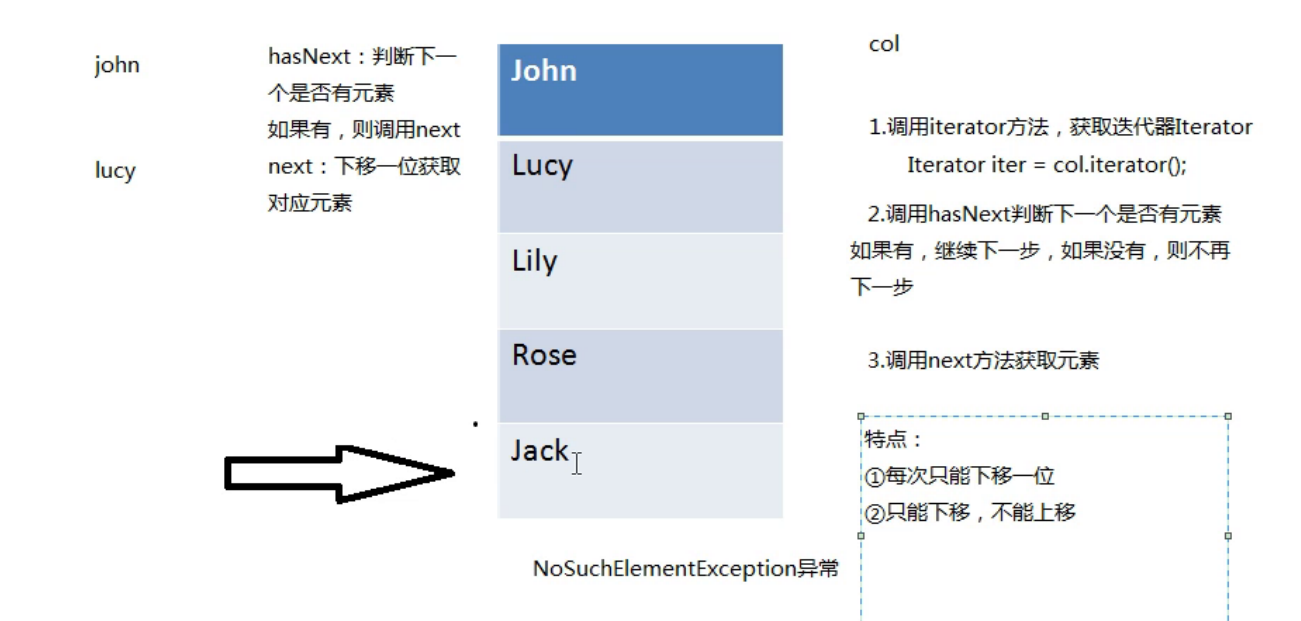 john
lucy
hasNext：判断下一
个是否有元素
如果有，则调用next
next：下移一位获取
对应元素
John
Lucy
Lily
Rose
Jack
NoSuchElementException异常
col
1.调用iterator方法，获取迭代器Iterator
Iterator iter = col.iterator();
2.调用hasNext判断下一个是否有元素
如果有，继续下一步，如果没有，则不再
下一步
3.调用next方法获取元素
特点：
①每次只能下移一位
②只能下移，不能上移